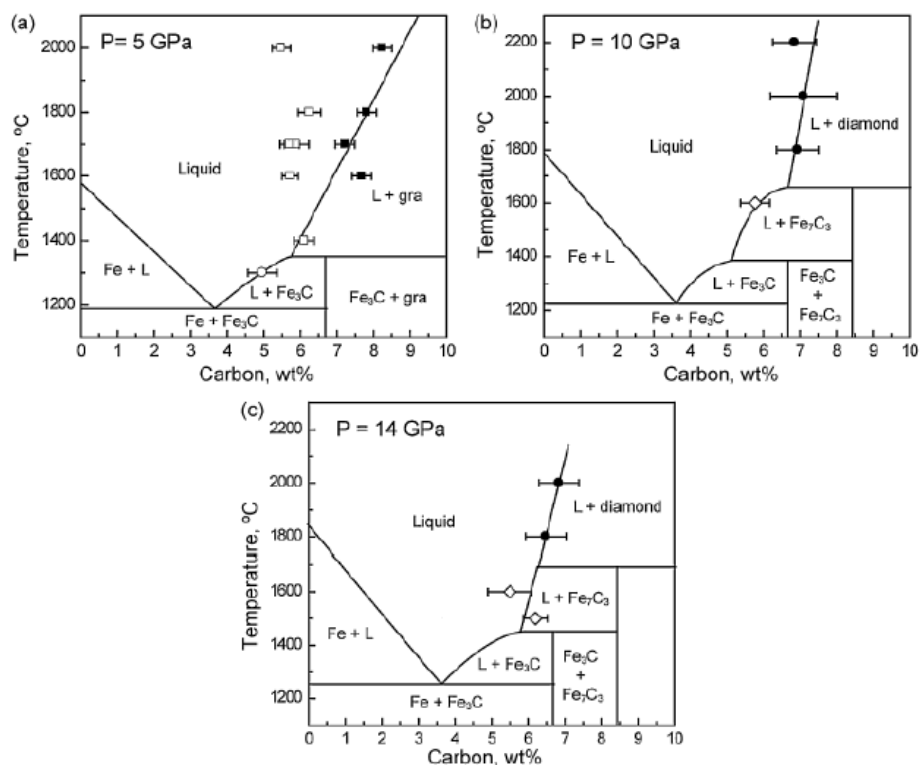 (a)
P= 5 GPa
2000
1800
1600
1400
1200
Temperature, ºC
Liquid
L + gra
Fe + L
L + Fe₃C
Fe₃C + gra
Fe + Fe₃C
0 1 2 3 4 5 6 7 8 9 10
Carbon, wt%
(b)
P = 10 GPa
2200
2000
1800
1600
1400
1200
Temperature, ºC
Liquid
L + diamond
L + Fe₇C₃
Fe + L
L + Fe₃C
Fe₃C
+
Fe₇C₃
Fe + Fe₃C
0 1 2 3 4 5 6 7 8 9 10
Carbon, wt%
(c)
P = 14 GPa
2200
2000
1800
1600
1400
1200
Temperature, ºC
Liquid
L + diamond
L + Fe₇C₃
Fe + L
L + Fe₃C
Fe₃C
+
Fe₇C₃
Fe + Fe₃C
0 1 2 3 4 5 6 7 8 9 10
Carbon, wt%